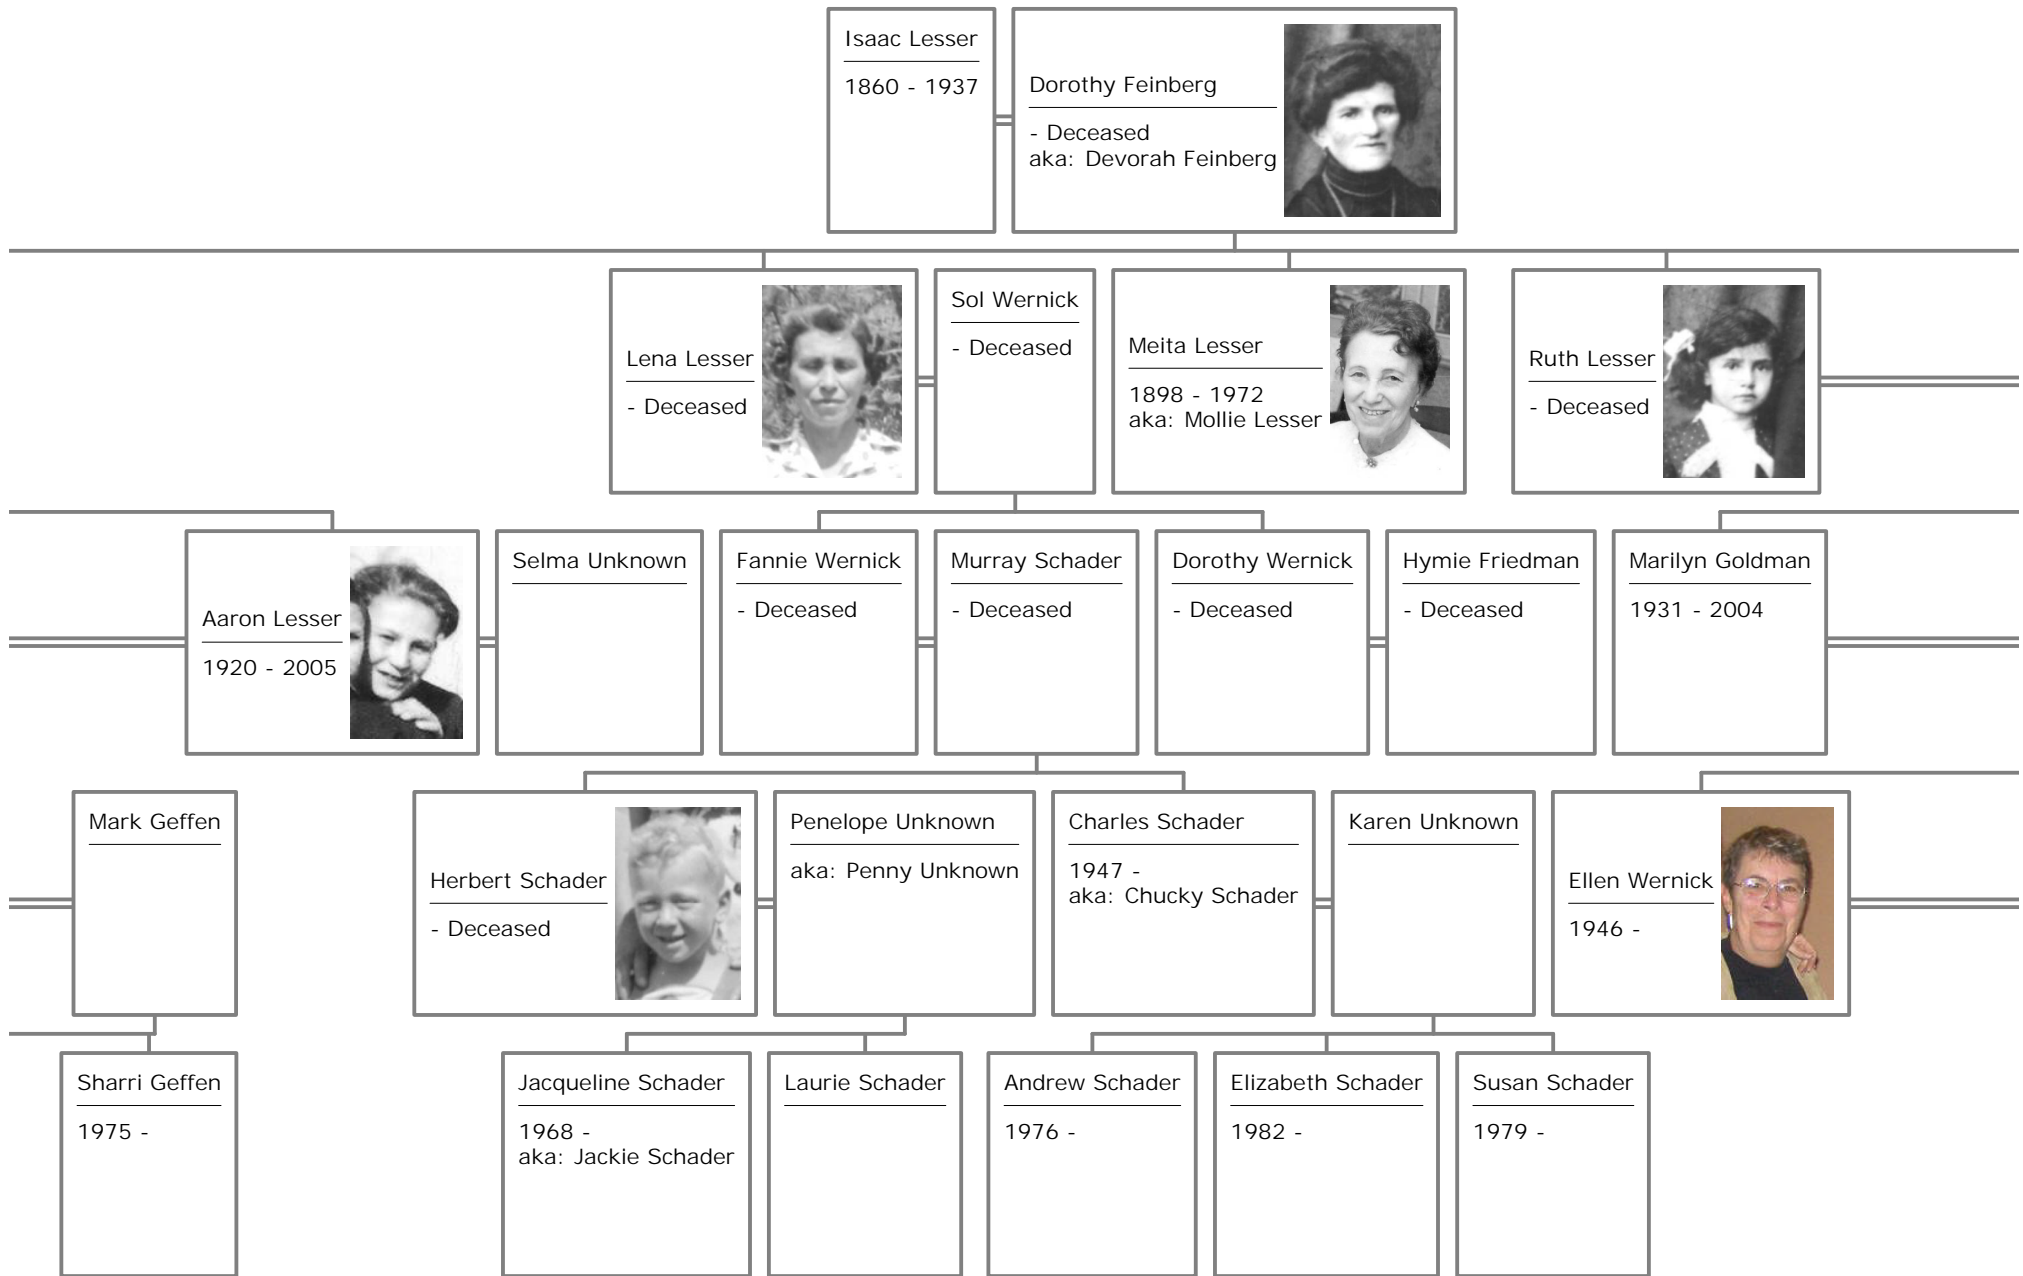 Isaac Lesser
1860 - 1937
Dorothy Feinberg
- Deceased
aka: Devorah Feinberg
Lena Lesser
- Deceased
Sol Wernick
- Deceased
Meita Lesser
1898 - 1972
aka: Mollie Lesser
Ruth Lesser
- Deceased
Aaron Lesser
1920 - 2005
Selma Unknown
Fannie Wernick
- Deceased
Murray Schader
- Deceased
Dorothy Wernick
- Deceased
Hymie Friedman
- Deceased
Marilyn Goldman
1931 - 2004
Mark Geffen
Herbert Schader
- Deceased
Penelope Unknown
aka: Penny Unknown
Charles Schader
1947 -
aka: Chucky Schader
Karen Unknown
Ellen Wernick
1946 -
Sharri Geffen
1975 -
Jacqueline Schader
1968 -
aka: Jackie Schader
Laurie Schader
Andrew Schader
1976 -
Elizabeth Schader
1982 -
Susan Schader
1979 -